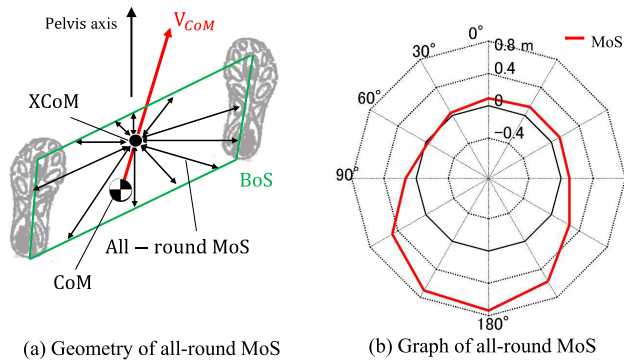 Pelvis axis
V_CoM
XCoM
BoS
All − round MoS
CoM
(a) Geometry of all-round MoS
0°
30°
60°
90°
180°
0.8 m
0.4
0
−0.4
MoS
(b) Graph of all-round MoS